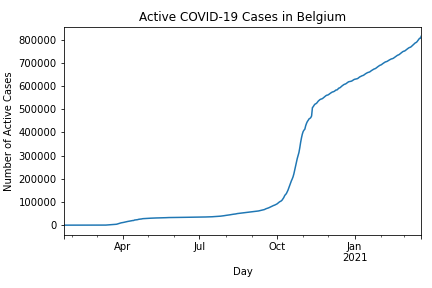 Active COVID-19 Cases in Belgium
Number of Active Cases
800000
700000
600000
500000
400000
300000
200000
100000
0
Apr
Jul
Oct
Jan
2021
Day